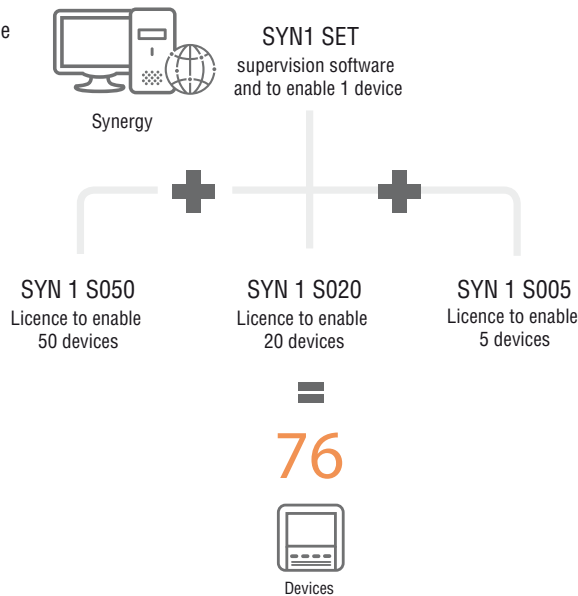 e
SYN1 SET
supervision software
and to enable 1 device
Synergy
SYN 1 S050
Licence to enable
50 devices
SYN 1 S020
Licence to enable
20 devices
SYN 1 S005
Licence to enable
5 devices
=
76
Devices